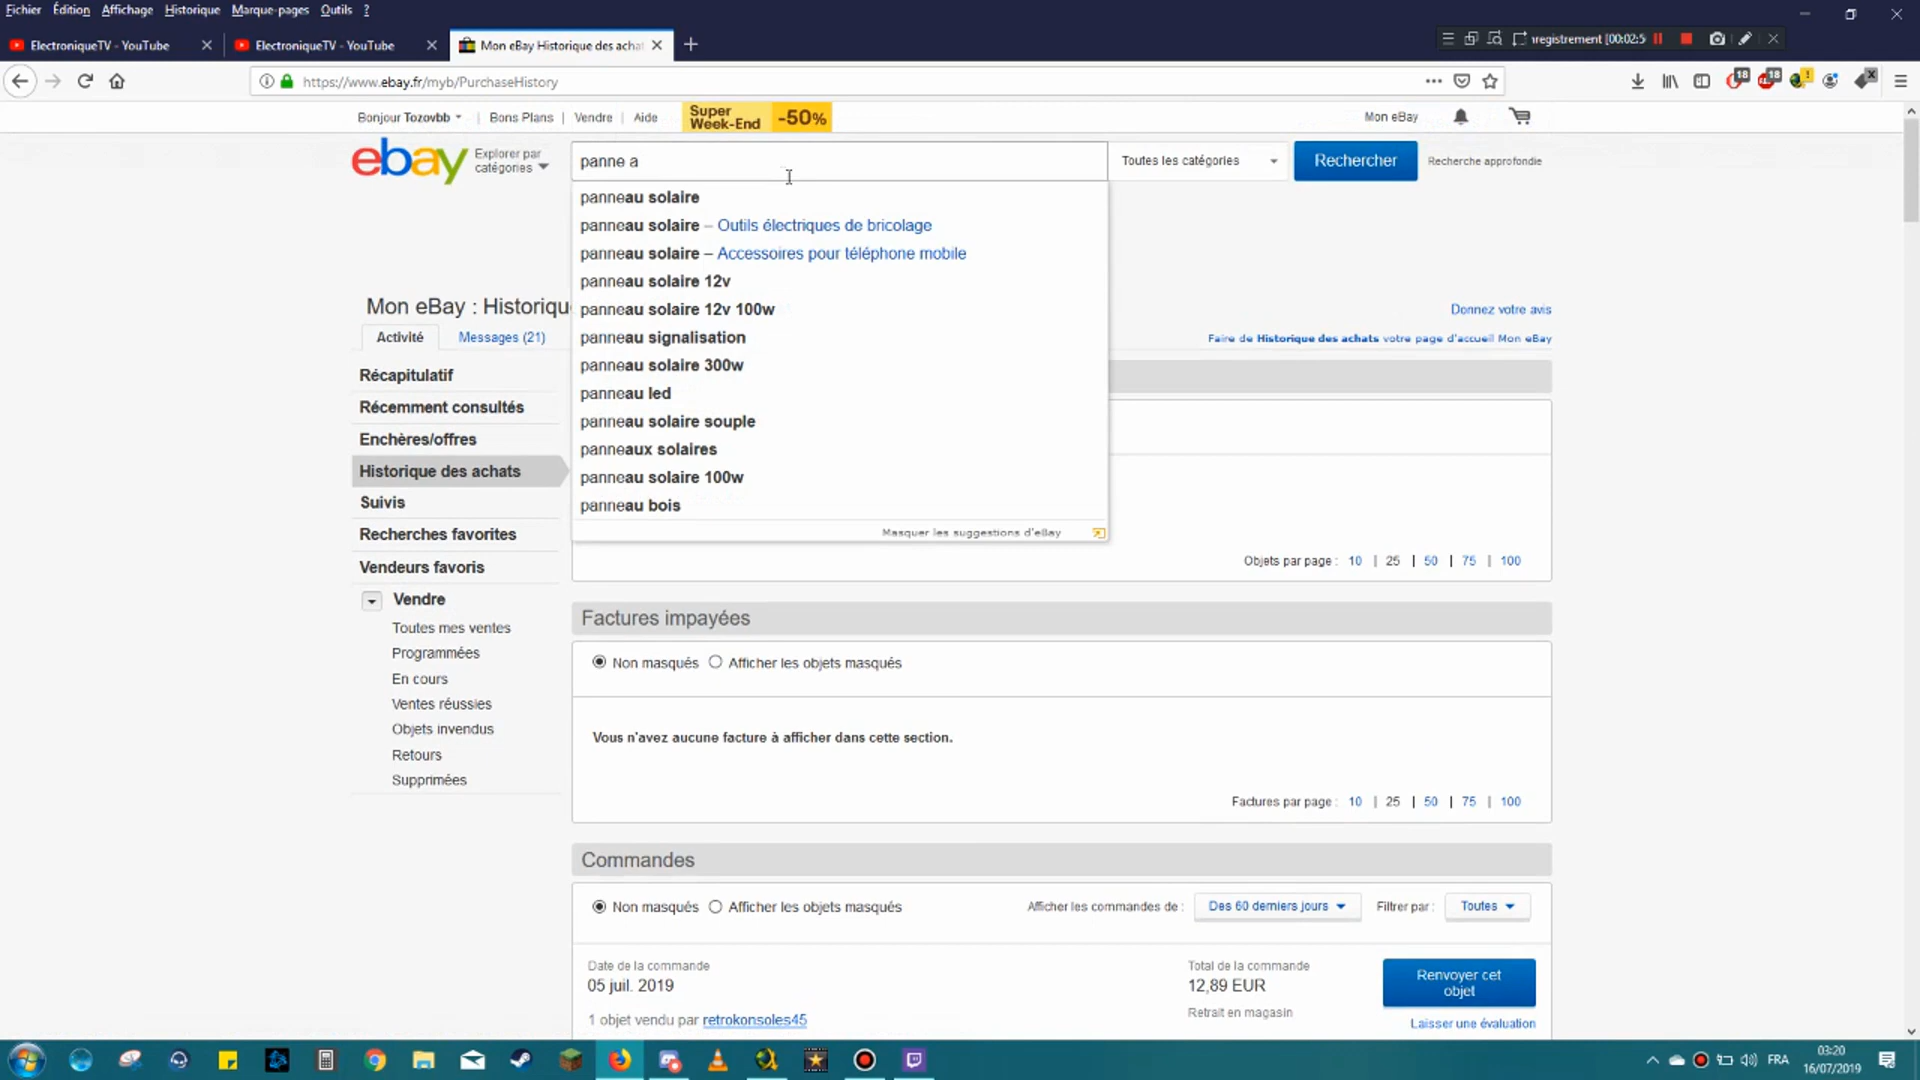 Fichier Édition Affichage Historique Marque-pages Outils ?
ElectroniqueTV - YouTube
ElectroniqueTV - YouTube
Mon eBay Historique des acha
nregistrement [00:02:5
https://www.ebay.fr/myb/PurchaseHistory
18
18
Bonjour Tozovbb | Bons Plans | Vendre | Aide
Super Week-End -50%
Mon eBay
ebay
Explorer par catégories
panne a
Toutes les catégories
Rechercher
Recherche approfondie
panneau solaire
panneau solaire – Outils électriques de bricolage
panneau solaire – Accessoires pour téléphone mobile
panneau solaire 12v
panneau solaire 12v 100w
panneau signalisation
panneau solaire 300w
panneau led
panneau solaire souple
panneaux solaires
panneau solaire 100w
panneau bois
Masquer les suggestions d'eBay
Mon eBay : Historiqu
Donnez votre avis
Activité
Messages (21)
Faire de Historique des achats votre page d'accueil Mon eBay
Récapitulatif
Récemment consultés
Enchères/offres
Historique des achats
Suivis
Recherches favorites
Vendeurs favoris
Vendre
Toutes mes ventes
Programmées
En cours
Ventes réussies
Objets invendus
Retours
Supprimées
Objets par page : 10 | 25 | 50 | 75 | 100
Factures impayées
Non masqués Afficher les objets masqués
Vous n'avez aucune facture à afficher dans cette section.
Factures par page : 10 | 25 | 50 | 75 | 100
Commandes
Non masqués Afficher les objets masqués
Afficher les commandes de : Des 60 derniers jours
Filtrer par : Toutes
Date de la commande
05 juil. 2019
Total de la commande
12,89 EUR
Retrait en magasin
Renvoyer cet objet
Laisser une évaluation
1 objet vendu par retrokonsoles45
FRA
03:20
16/07/2019